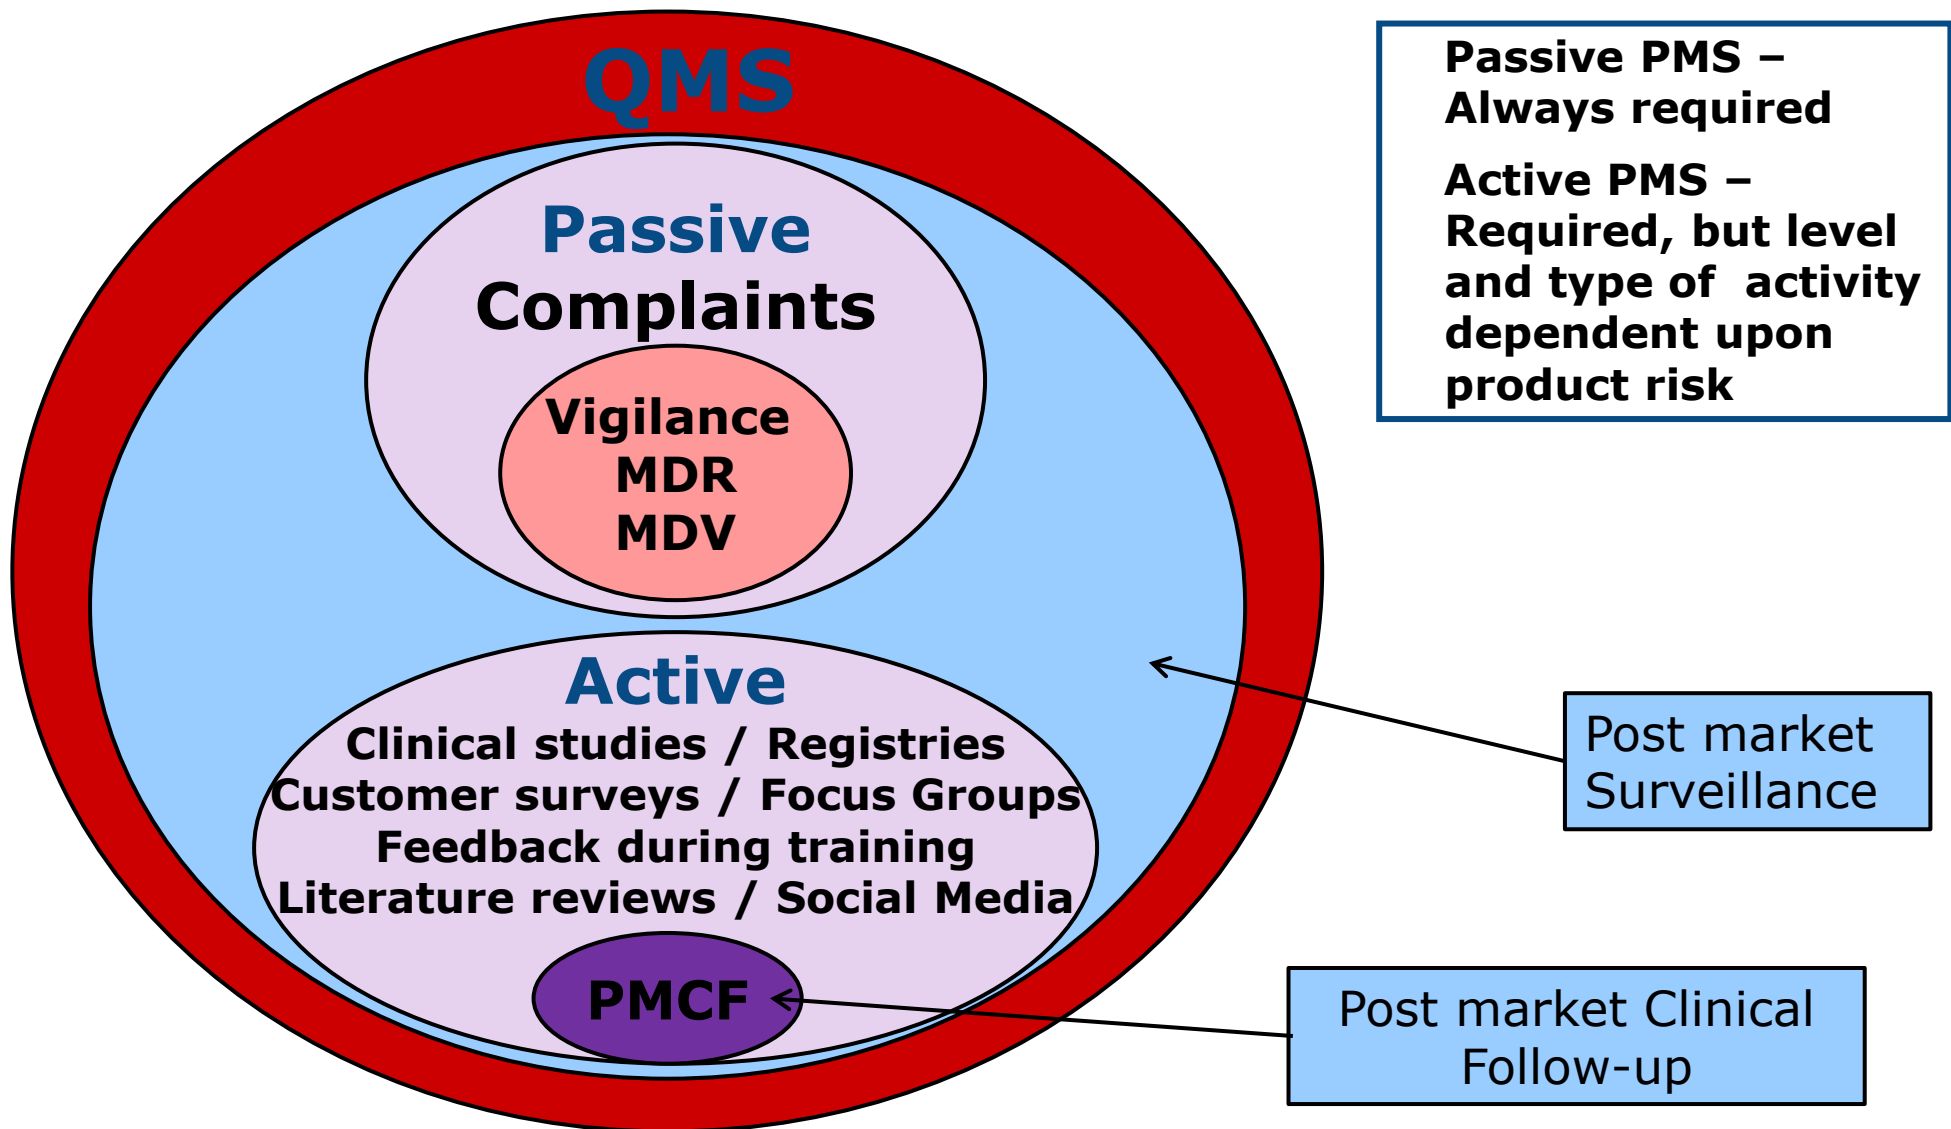 QMS
Passive
Complaints
Vigilance
MDR
MDV
Active
Clinical studies / Registries
Customer surveys / Focus Groups
Feedback during training
Literature reviews / Social Media
PMCF
Passive PMS –
Always required
Active PMS –
Required, but level
and type of  activity
dependent upon
product risk
Post market
Surveillance
Post market Clinical
Follow-up